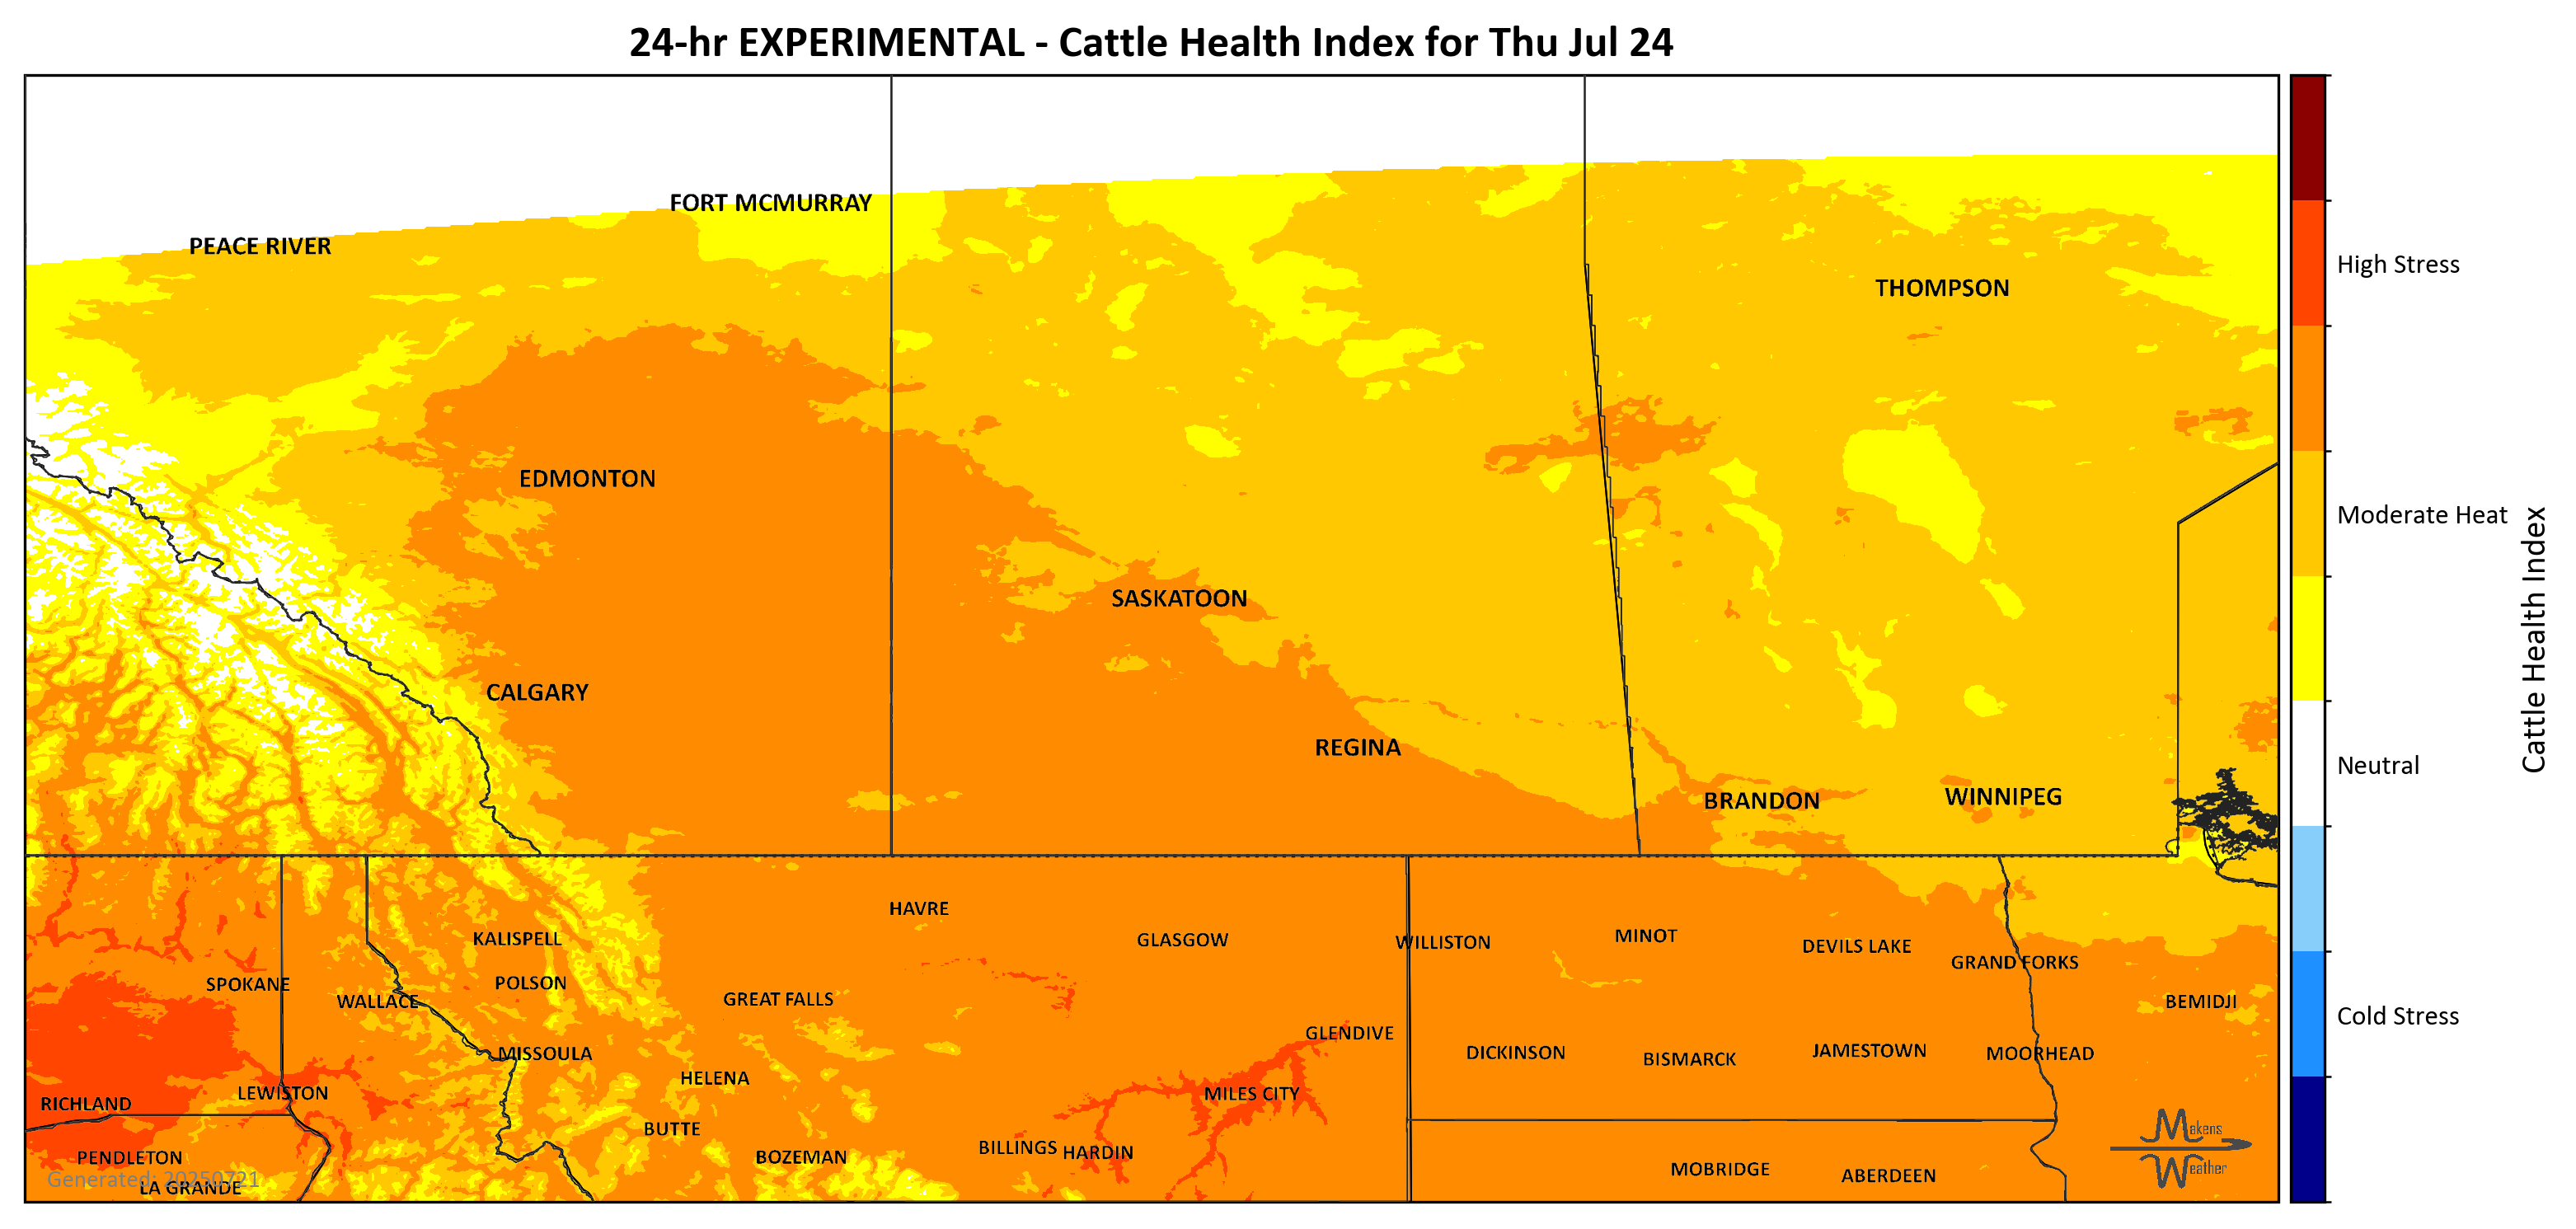 24-hr EXPERIMENTAL - Cattle Health Index for Thu Jul 24
FORT MCMURRAY
PEACE RIVER
THOMPSON
High Stress
EDMONTON
Moderate Heat
SASKATOON
Cattle Health Index
CALGARY
REGINA
Neutral
BRANDON
WINNIPEG
HAVRE
KALISPELL
GLASGOW
WILLISTON
MINOT
DEVILS LAKE
GRAND FORKS
SPOKANE
POLSON
WALLACE
GREAT FALLS
BEMIDJI
Cold Stress
GLENDIVE
MISSOULA
DICKINSON
BISMARCK
JAMESTOWN
MOORHEAD
HELENA
LEWISTON
MILES CITY
RICHLAND
BUTTE
BILLINGS
HARDIN
Makens
Weather
PENDLETON
BOZEMAN
MOBRIDGE
ABERDEEN
Generated: 20250721
LA GRANDE